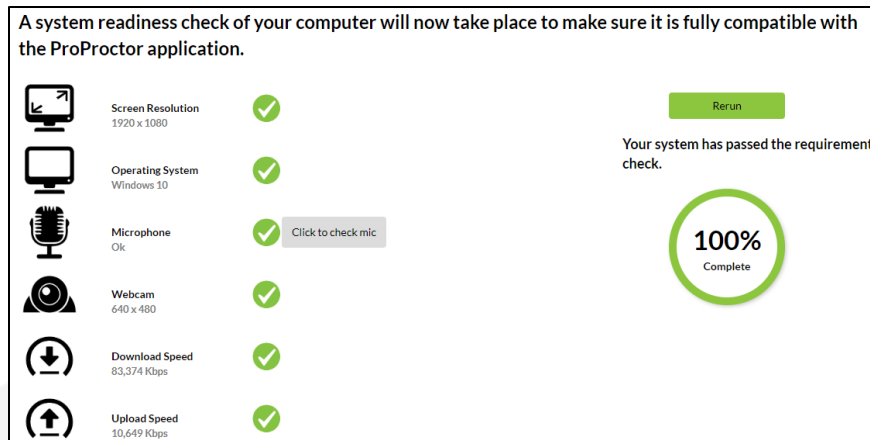 A system readiness check of your computer will now take place to make sure it is fully compatible with
the ProProctor application.
Screen Resolution
1920 x 1080
Operating System
Windows 10
Microphone
Ok
Click to check mic
Webcam
640 x 480
Download Speed
83,374 Kbps
Upload Speed
10,649 Kbps
Rerun
Your system has passed the requirement
check.
100%
Complete